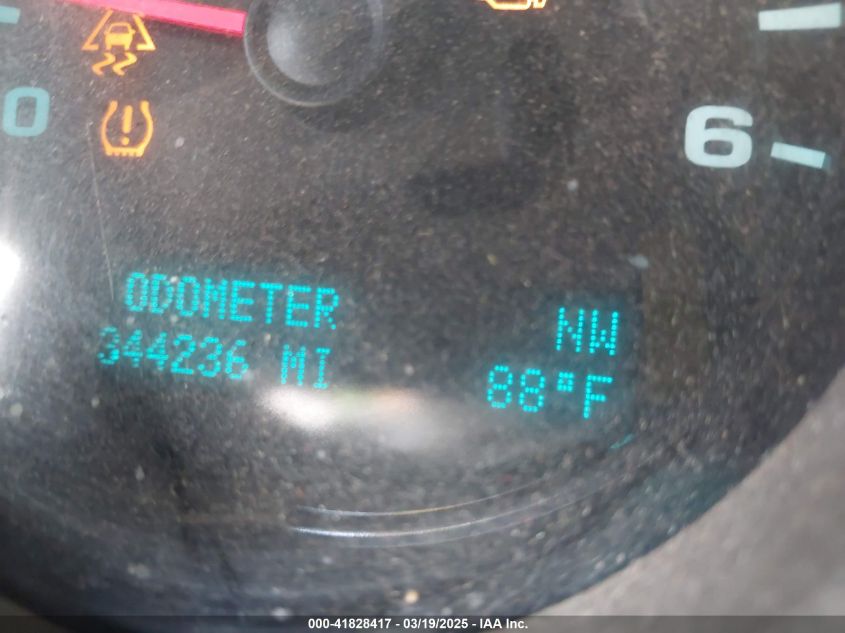 0
6
ODOMETER
344236 MI
NW
88°F
000-41828417 - 03/19/2025 - IAA Inc.